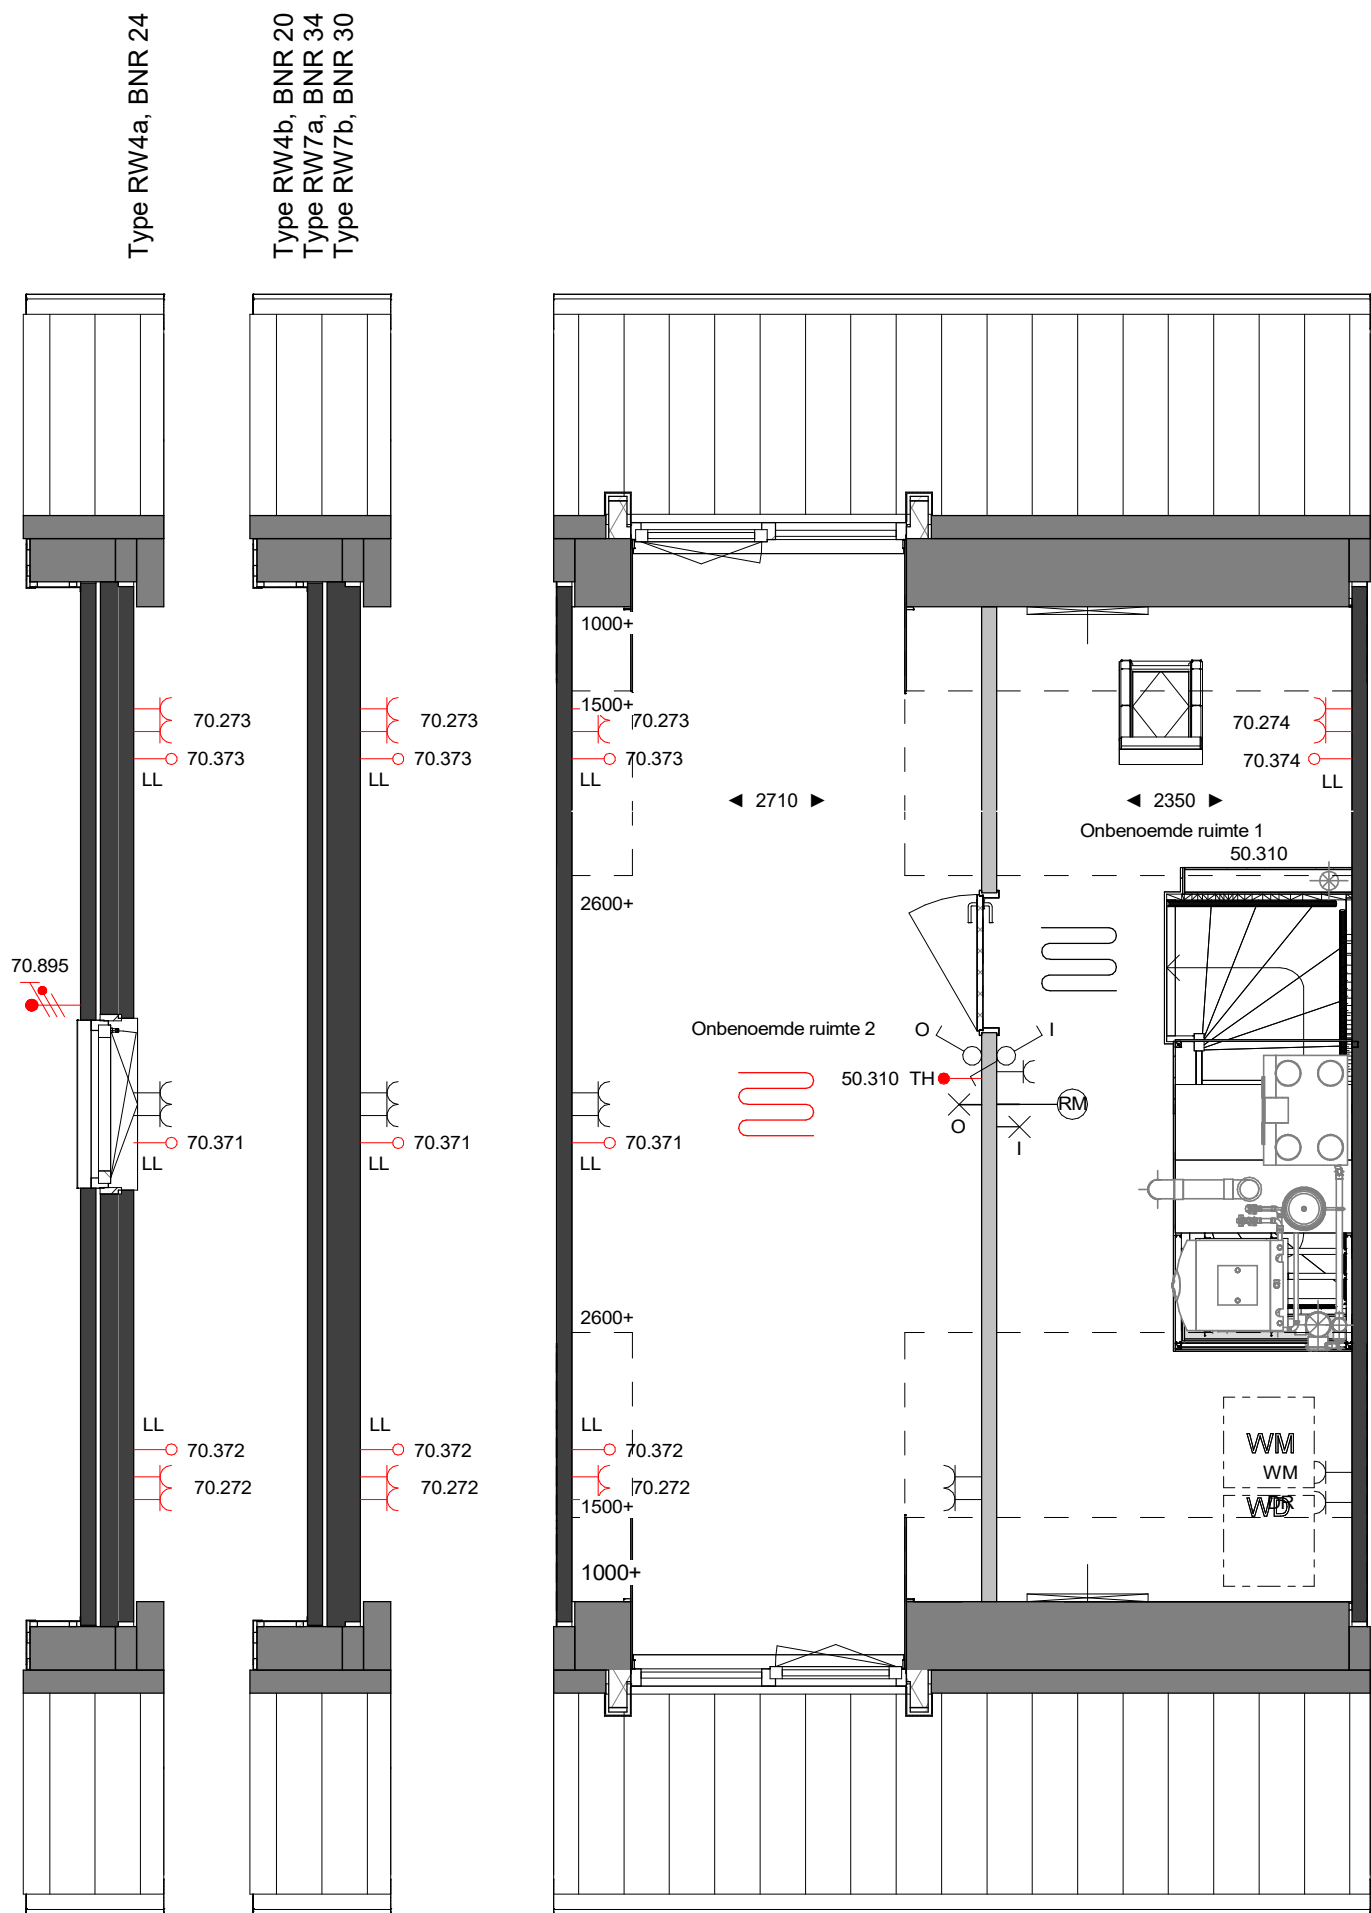 Type RW4a, BNR 24
Type RW4b, BNR 20
Type RW7a, BNR 34
Type RW7b, BNR 30
1000+
1500+
70.273
70.273
70.273
70.274
70.373
70.373
70.373
70.374
LL
LL
LL
LL
2710
2350
Onbenoemde ruimte 1
50.310
2600+
70.895
Onbenoemde ruimte 2
O
I
50.310 TH
RM
O
I
70.371
70.371
70.371
LL
LL
LL
2600+
LL
LL
LL
70.372
70.372
70.372
WM
WM
70.272
70.272
70.272
1500+
WD
DR
1000+